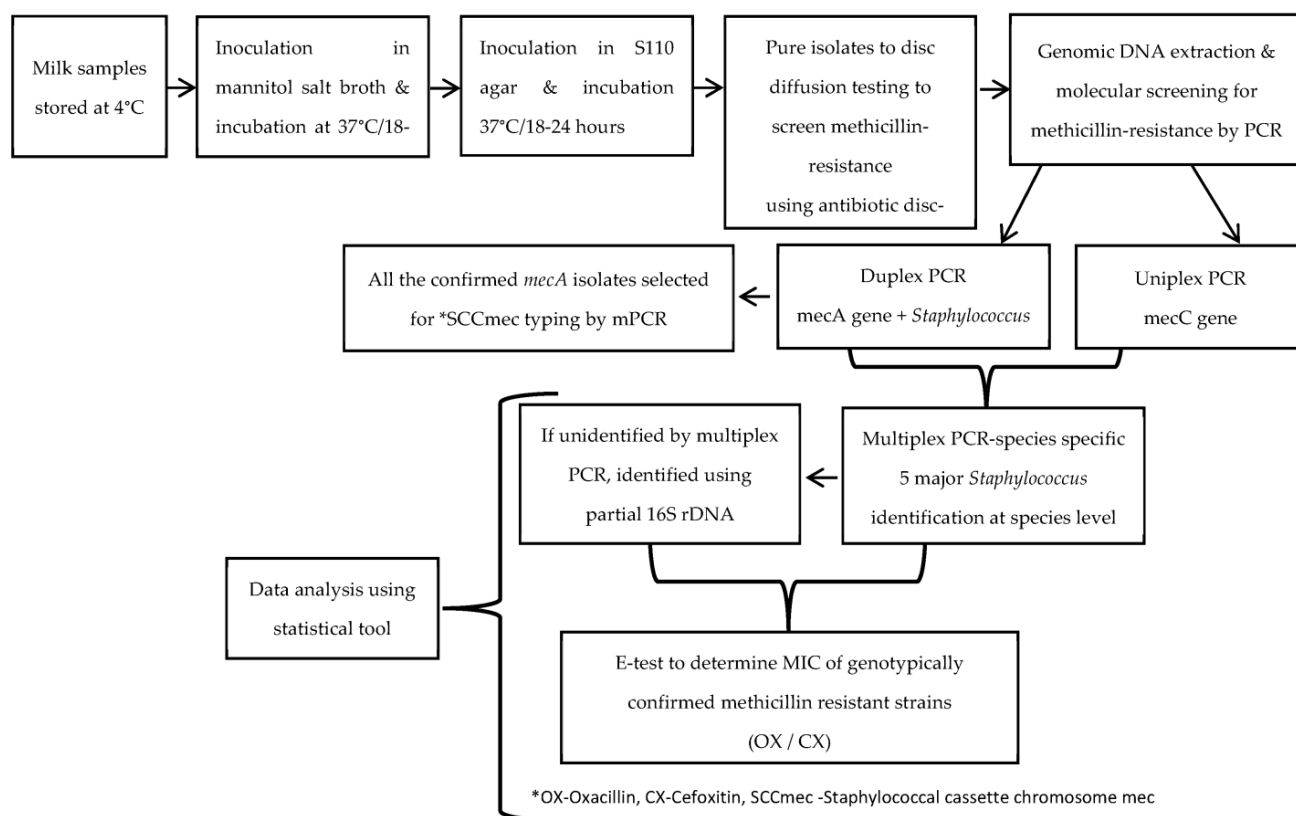 Milk samples
stored at 4°C
Inoculation in
mannitol salt broth &
incubation at 37°C/18-
Inoculation in S110
agar & incubation
37°C/18-24 hours
Pure isolates to disc
diffusion testing to
screen methicillin-
resistance
using antibiotic disc-
Genomic DNA extraction &
molecular screening for
methicillin-resistance by PCR
All the confirmed mecA isolates selected
for *SCCmec typing by mPCR
Duplex PCR
mecA gene + Staphylococcus
Uniplex PCR
mecC gene
If unidentified by multiplex
PCR, identified using
partial 16S rDNA
Multiplex PCR-species specific
5 major Staphylococcus
identification at species level
Data analysis using
statistical tool
E-test to determine MIC of genotypically
confirmed methicillin resistant strains
(OX / CX)
*OX-Oxacillin, CX-Cefoxitin, SCCmec -Staphylococcal cassette chromosome mec